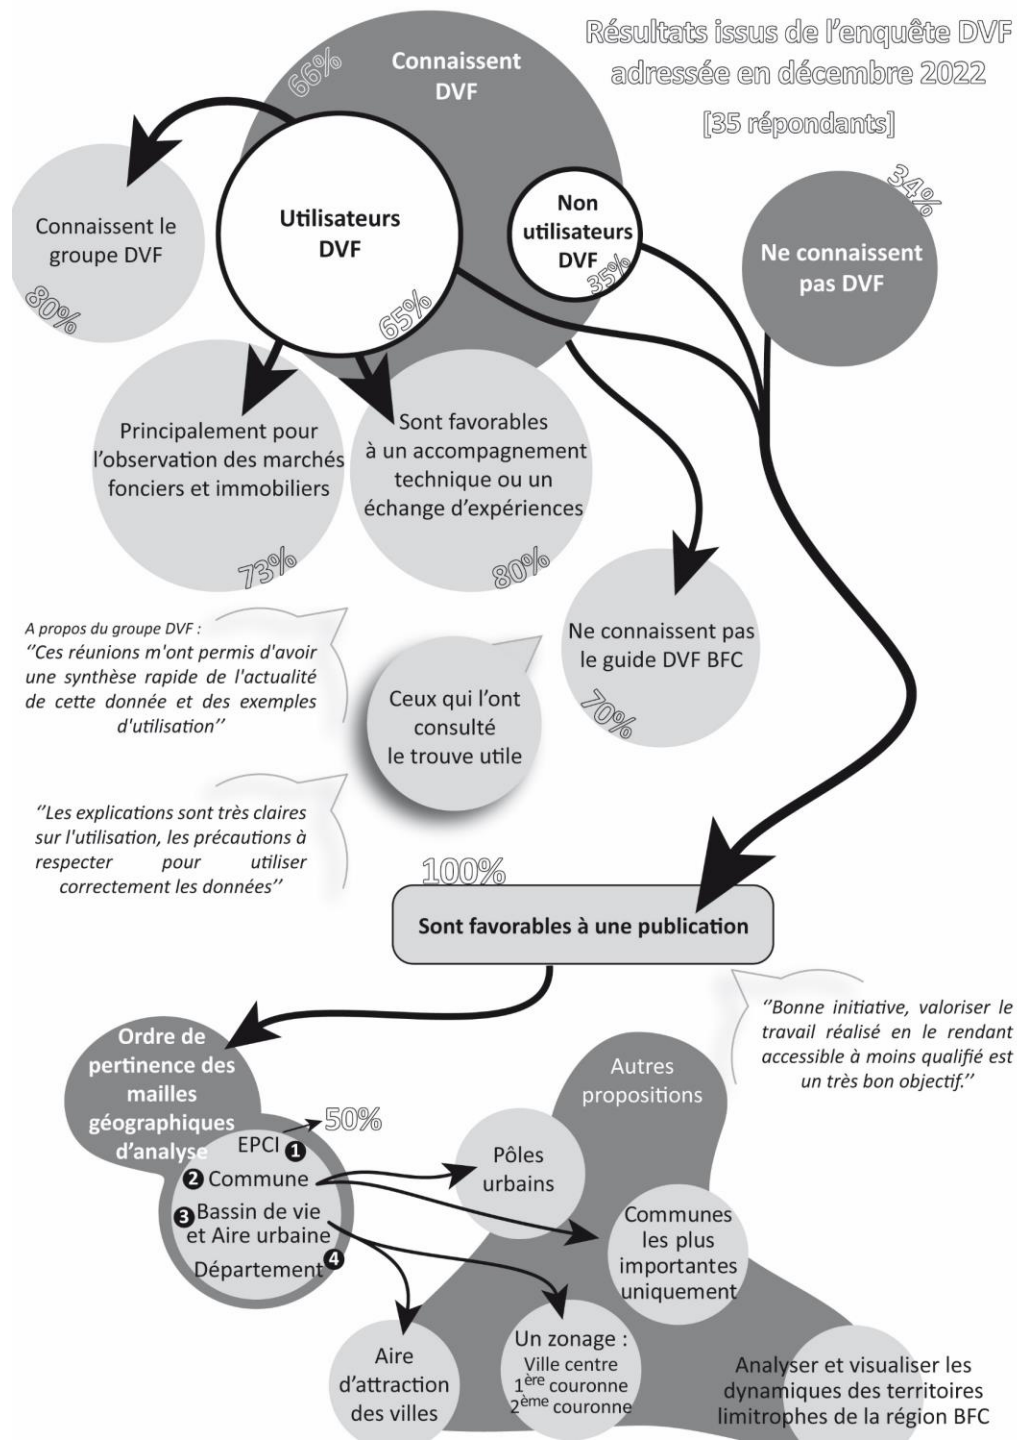 Résultats issus de l'enquête DVF
adressée en décembre 2022
[35 répondants]
66%
Connaissent
DVF
Connaissent le
groupe DVF
80%
Utilisateurs
DVF
65%
Non
utilisateurs
DVF
35%
34%
Ne connaissent
pas DVF
Principalement pour
l'observation des marchés
fonciers et immobiliers
73%
Sont favorables
à un accompagnement
technique ou un
échange d'expériences
80%
A propos du groupe DVF :
"Ces réunions m'ont permis d'avoir
une synthèse rapide de l'actualité
de cette donnée et des exemples
d'utilisation"
Ceux qui l'ont
consulté
le trouve utile
Ne connaissent pas
le guide DVF BFC
70%
"Les explications sont très claires
sur l'utilisation, les précautions à
respecter pour utiliser
correctement les données"
100%
Sont favorables à une publication
"Bonne initiative, valoriser le
travail réalisé en le rendant
accessible à moins qualifié est
un très bon objectif."
Ordre de
pertinence des
mailles
géographiques
d'analyse
50%
EPCI 1
2 Commune
3 Bassin de vie
et Aire urbaine
Département 4
Autres
propositions
Pôles
urbains
Communes
les plus
importantes
uniquement
Aire
d'attraction
des villes
Un zonage :
Ville centre
1ère couronne
2ème couronne
Analyser et visualiser les
dynamiques des territoires
limitrophes de la région BFC